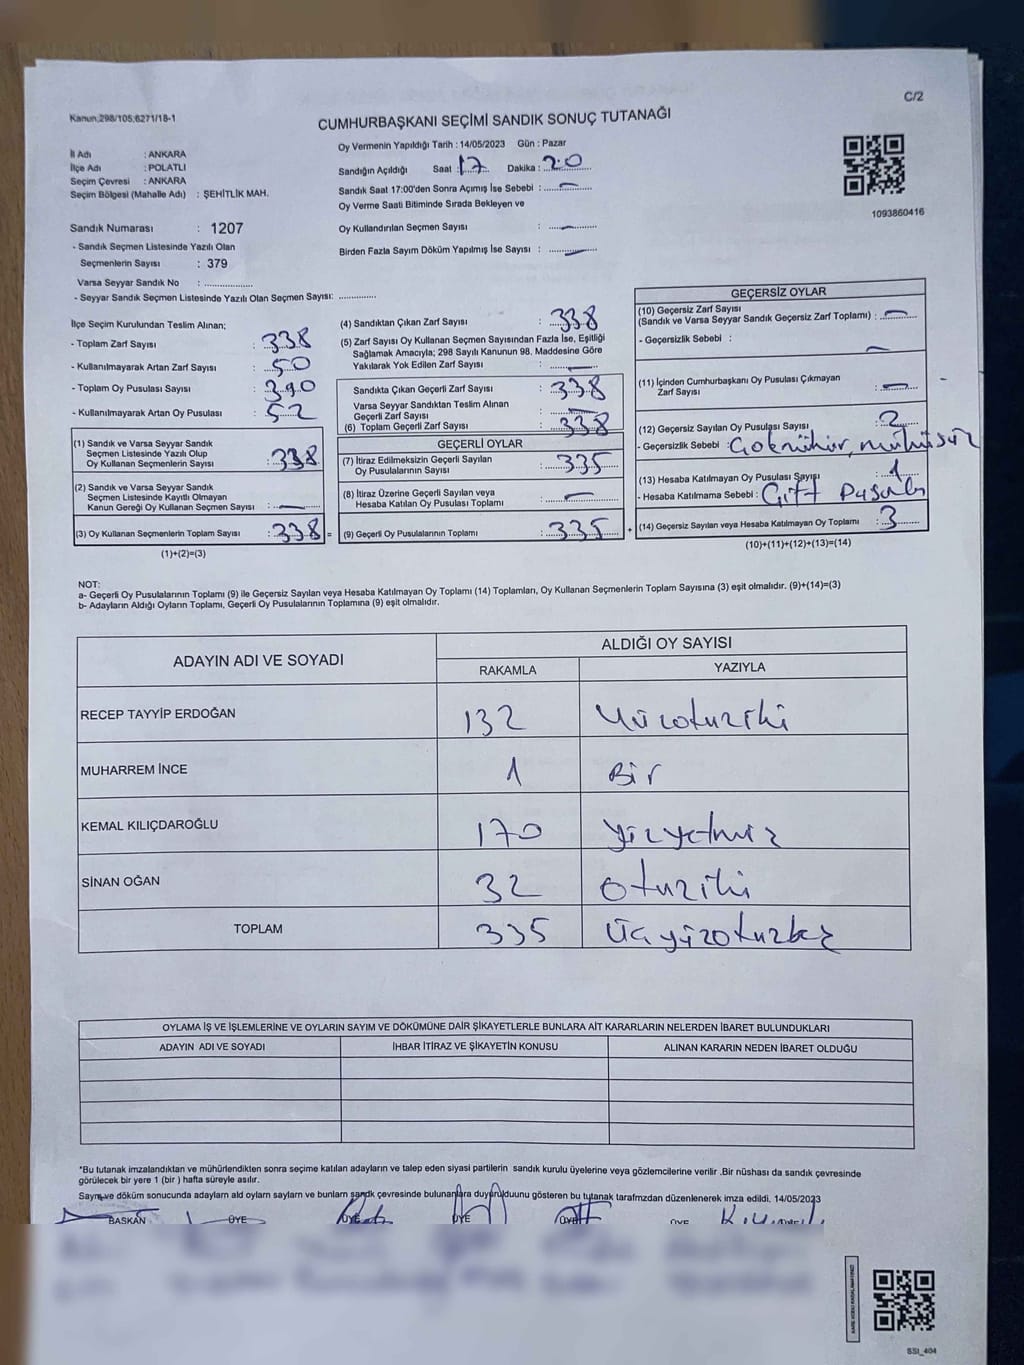 C/2
Kanun;298/105;6271/18-1
CUMHURBAŞKANI SEÇİMİ SANDIK SONUÇ TUTANAĞI
İl Adı : ANKARA
İlçe Adı : POLATLI
Seçim Çevresi : ANKARA
Seçim Bölgesi (Mahalle Adı) : ŞEHİTLİK MAH.
Sandık Numarası : 1207
- Sandık Seçmen Listesinde Yazılı Olan
Seçmenlerin Sayısı : 379
Varsa Seyyar Sandık No : ..................
- Seyyar Sandık Seçmen Listesinde Yazılı Olan Seçmen Sayısı: ..............
Oy Vermenin Yapıldığı Tarih : 14/05/2023 Gün : Pazar
Sandığın Açıldığı Saat : 17 Dakika : 20
Sandık Saat 17:00'den Sonra Açımış İse Sebebi : —
Oy Verme Saati Bitiminde Sırada Bekleyen ve
Oy Kullandırılan Seçmen Sayısı : —
Birden Fazla Sayım Döküm Yapılmış İse Sayısı : —
1093860416
İlçe Seçim Kurulundan Teslim Alınan;
- Toplam Zarf Sayısı : 338
- Kullanılmayarak Artan Zarf Sayısı : 50
- Toplam Oy Pusulası Sayısı : 390
- Kullanılmayarak Artan Oy Pusulası : 52
(1) Sandık ve Varsa Seyyar Sandık
Seçmen Listesinde Yazılı Olup
Oy Kullanan Seçmenlerin Sayısı : 338
(2) Sandık ve Varsa Seyyar Sandık
Seçmen Listesinde Kayıtlı Olmayan
Kanun Gereği Oy Kullanan Seçmen Sayısı : —
(3) Oy Kullanan Seçmenlerin Toplam Sayısı : 338 =
(1)+(2)=(3)
(4) Sandıktan Çıkan Zarf Sayısı : 338
(5) Zarf Sayısı Oy Kullanan Seçmen Sayısından Fazla İse, Eşitliği
Sağlamak Amacıyla; 298 Sayılı Kanunun 98. Maddesine Göre
Yakılarak Yok Edilen Zarf Sayısı : —
Sandıkta Çıkan Geçerli Zarf Sayısı : 338
Varsa Seyyar Sandıktan Teslim Alınan
Geçerli Zarf Sayısı : —
(6) Toplam Geçerli Zarf Sayısı : 338
GEÇERLİ OYLAR
(7) İtiraz Edilmeksizin Geçerli Sayılan
Oy Pusulalarının Sayısı : 335
(8) İtiraz Üzerine Geçerli Sayılan veya
Hesaba Katılan Oy Pusulası Toplamı : —
(9) Geçerli Oy Pusulalarının Toplamı : 335 +
GEÇERSİZ OYLAR
(10) Geçersiz Zarf Sayısı
(Sandık ve Varsa Seyyar Sandık Geçersiz Zarf Toplamı) : —
- Geçersizlik Sebebi : —
(11) İçinden Cumhurbaşkanı Oy Pusulası Çıkmayan
Zarf Sayısı : —
(12) Geçersiz Sayılan Oy Pusulası Sayısı : 2
- Geçersizlik Sebebi :
(13) Hesaba Katılmayan Oy Pusulası Sayısı : 1
- Hesaba Katılmama Sebebi : Çift Pusula
(14) Geçersiz Sayılan veya Hesaba Katılmayan Oy Toplamı : 3
(10)+(11)+(12)+(13)=(14)
NOT:
a- Geçerli Oy Pusulalarının Toplamı (9) ile Geçersiz Sayılan veya Hesaba Katılmayan Oy Toplamı (14) Toplamları, Oy Kullanan Seçmenlerin Toplam Sayısına (3) eşit olmalıdır. (9)+(14)=(3)
b- Adayların Aldığı Oyların Toplamı, Geçerli Oy Pusulalarının Toplamına (9) eşit olmalıdır.
ADAYIN ADI VE SOYADI
ALDIĞI OY SAYISI
RAKAMLA YAZIYLA
RECEP TAYYİP ERDOĞAN 132 Yüzotuziki
MUHARREM İNCE 1 Bir
KEMAL KILIÇDAROĞLU 170 Yüzyetmiş
SİNAN OĞAN 32 otuziki
TOPLAM 335 Üçyüzotuzbeş
OYLAMA İŞ VE İŞLEMLERİNE VE OYLARIN SAYIM VE DÖKÜMÜNE DAİR ŞİKAYETLERLE BUNLARA AİT KARARLARIN NELERDEN İBARET BULUNDUKLARI
ADAYIN ADI VE SOYADI İHBAR İTİRAZ VE ŞİKAYETİN KONUSU ALINAN KARARIN NEDEN İBARET OLDUĞU
*Bu tutanak imzalandıktan ve mühürlendikten sonra seçime katılan adayların ve talep eden siyasi partilerin sandık kurulu üyelerine veya gözlemcilerine verilir .Bir nüshası da sandık çevresinde
görülecek bir yere 1 (bir ) hafta süreyle asılır.
Sayım ve döküm sonucunda adayların ald oyların sayların ve bunların sandk çevresinde bulunanlara duyurulduunu gösteren bu tutanak tarafmzdan düzenlenerek imza edildi. 14/05/2023
BAŞKAN ÜYE ÜYE ÜYE ÜYE ÜYE
SSI_404